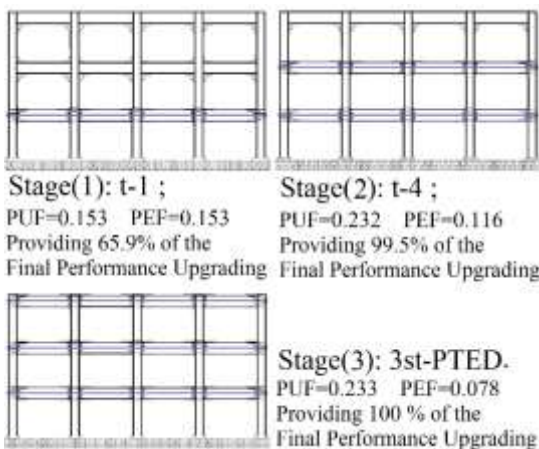 Stage(1): t-1 ;
PUF=0.153 PEF=0.153
Providing 65.9% of the
Final Performance Upgrading
Stage(2): t-4 ;
PUF=0.232 PEF=0.116
Providing 99.5% of the
Final Performance Upgrading
Stage(3): 3st-PTED.
PUF=0.233 PEF=0.078
Providing 100 % of the
Final Performance Upgrading